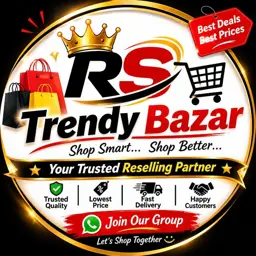 Best Deals
Best Prices
RS
Trendy Bazar
Shop Smart... Shop Better...
Your Trusted Reselling Partner
Trusted Quality
Lowest Price
Fast Delivery
Happy Customers
Join Our Group
Let's Shop Together